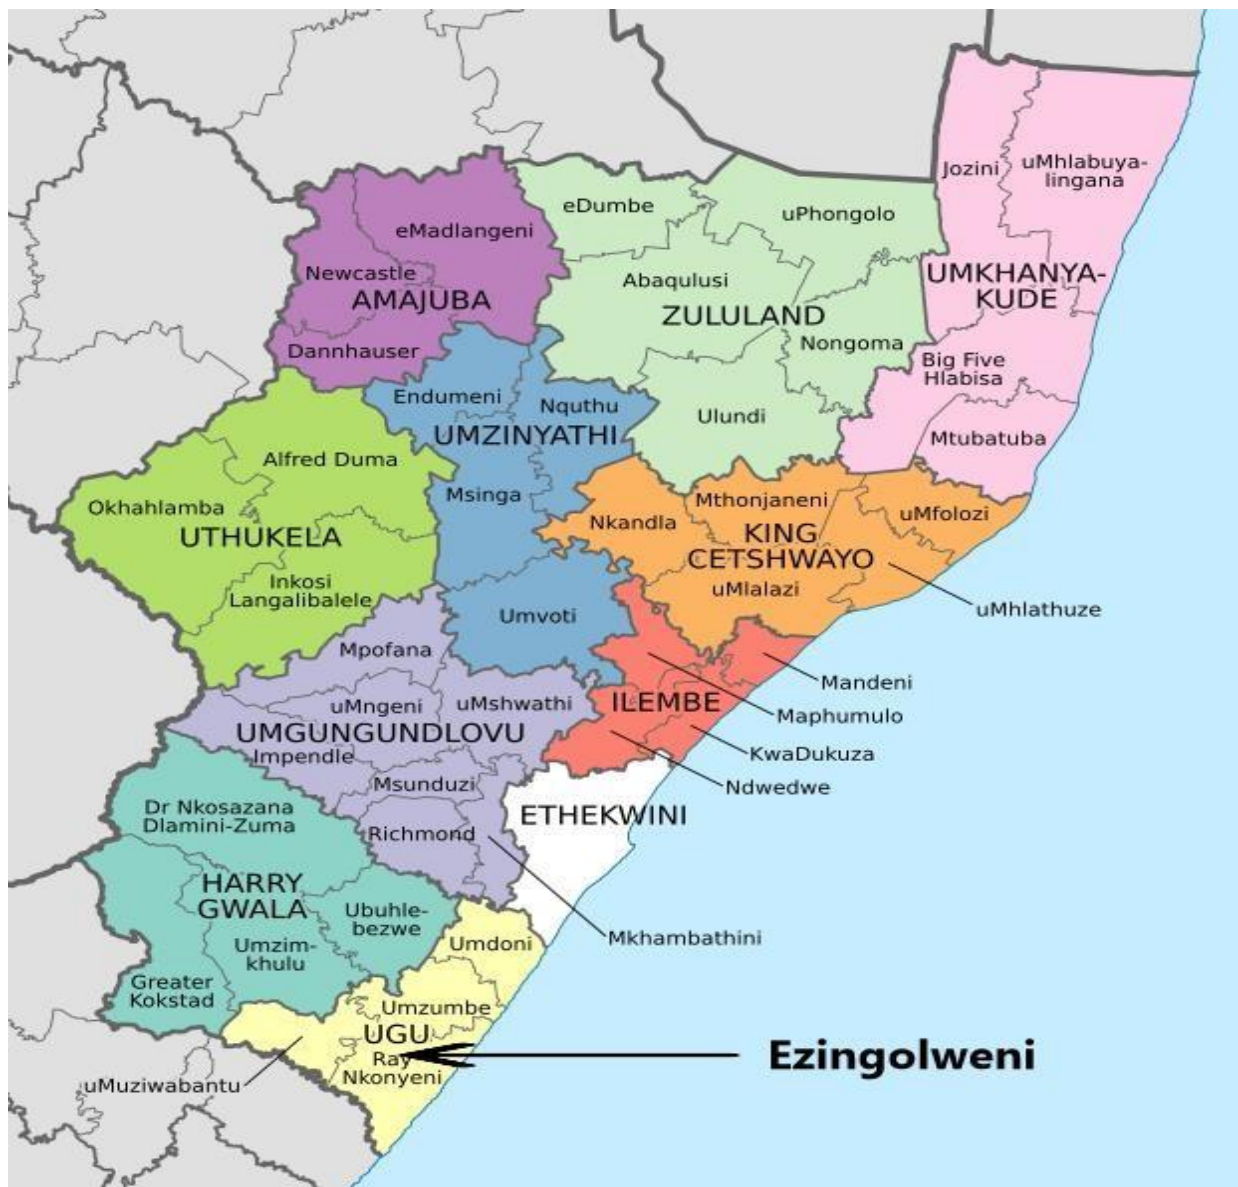 Jozini
uMhlabuya-
lingana
eDumbe
uPhongolo
eMadlangeni
Newcastle
AMAJUBA
Abaqulusi
ZULULAND
UMKHANYA-
KUDE
Dannhauser
Nongoma
Big Five
Hlabisa
Endumeni
Nquthu
Ulundi
UMZINYATHI
Mtubatuba
Alfred Duma
Msinga
Mthonjaneni
Okhahlamba
Nkandla
uMfolozi
UTHUKELA
KING
CETSHWAYO
Inkosi
Langalibalele
uMlalazi
uMhlathuze
Umvoti
Mpofana
Mandeni
uMngeni
uMshwathi
ILEMBE
Maphumulo
UMGUNGUNDLOVU
Impendle
KwaDukuza
Msunduzi
Ndwedwe
Dr Nkosazana
Dlamini-Zuma
ETHEKWINI
Richmond
HARRY
GWALA
Ubuhle-
bezwe
Mkhambathini
Umdoni
Umzim-
khulu
Greater
Kokstad
Umzumbe
UGU
Ray
Nkonyeni
Ezingolweni
uMuziwabantu